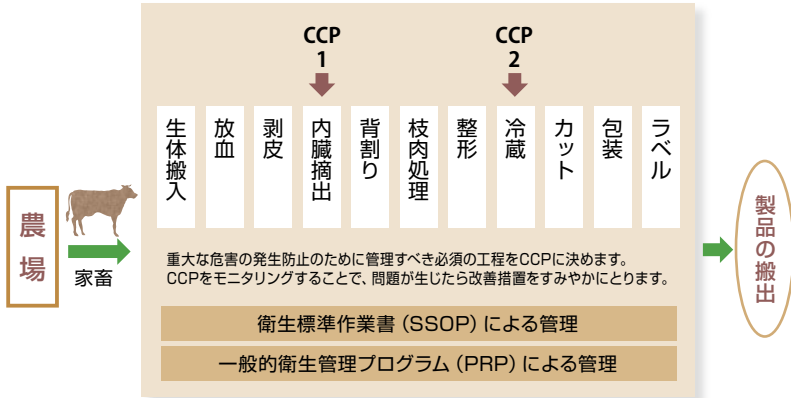 CCP
1
CCP
2
生体搬入
放血
剥皮
内臓摘出
背割り
枝肉処理
整形
冷蔵
カット
包装
ラベル
農場
家畜
製品の搬出
重大な危害の発生防止のために管理すべき必須の工程をCCPに決めます。
CCPをモニタリングすることで、問題が生じたら改善措置をすみやかにとります。
衛生標準作業書（SSOP）による管理
一般的衛生管理プログラム（PRP）による管理